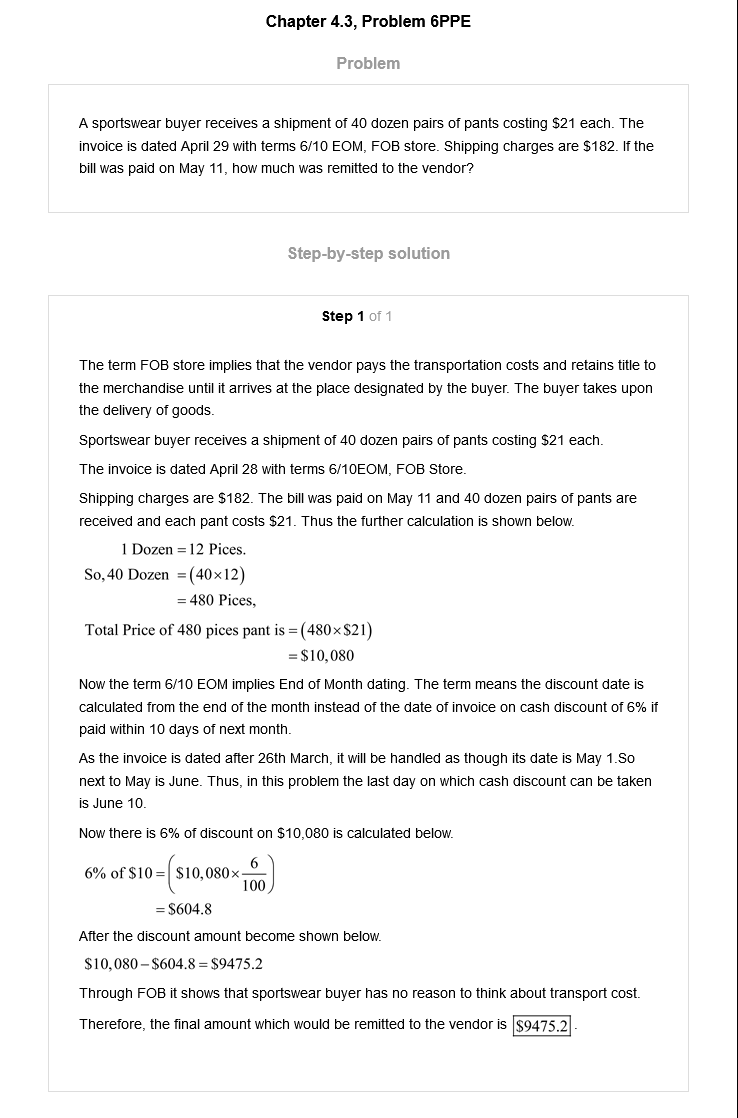 Chapter 4.3, Problem 6PPE
Problem
A sportswear buyer receives a shipment of 40 dozen pairs of pants costing $21 each. The
invoice is dated April 29 with terms 6/10 EOM, FOB store. Shipping charges are $182. If the
bill was paid on May 11, how much was remitted to the vendor?
Step-by-step solution
Step 1 of 1
The term FOB store implies that the vendor pays the transportation costs and retains title to
the merchandise until it arrives at the place designated by the buyer. The buyer takes upon
the delivery of goods.
Sportswear buyer receives a shipment of 40 dozen pairs of pants costing $21 each.
The invoice is dated April 28 with terms 6/10EOM, FOB Store.
Shipping charges are $182. The bill was paid on May 11 and 40 dozen pairs of pants are
received and each pant costs $21. Thus the further calculation is shown below.
1 Dozen = 12 Pices.
So, 40 Dozen = (40×12)
= 480 Pices,
Total Price of 480 pices pant is = (480×$21)
= $10,080
Now the term 6/10 EOM implies End of Month dating. The term means the discount date is
calculated from the end of the month instead of the date of invoice on cash discount of 6% if
paid within 10 days of next month.
As the invoice is dated after 26th March, it will be handled as though its date is May 1.So
next to May is June. Thus, in this problem the last day on which cash discount can be taken
is June 10.
Now there is 6% of discount on $10,080 is calculated below.
6% of $10 = ($10,080× 6/100)
= $604.8
After the discount amount become shown below.
$10,080 – $604.8 = $9475.2
Through FOB it shows that sportswear buyer has no reason to think about transport cost.
Therefore, the final amount which would be remitted to the vendor is $9475.2 .